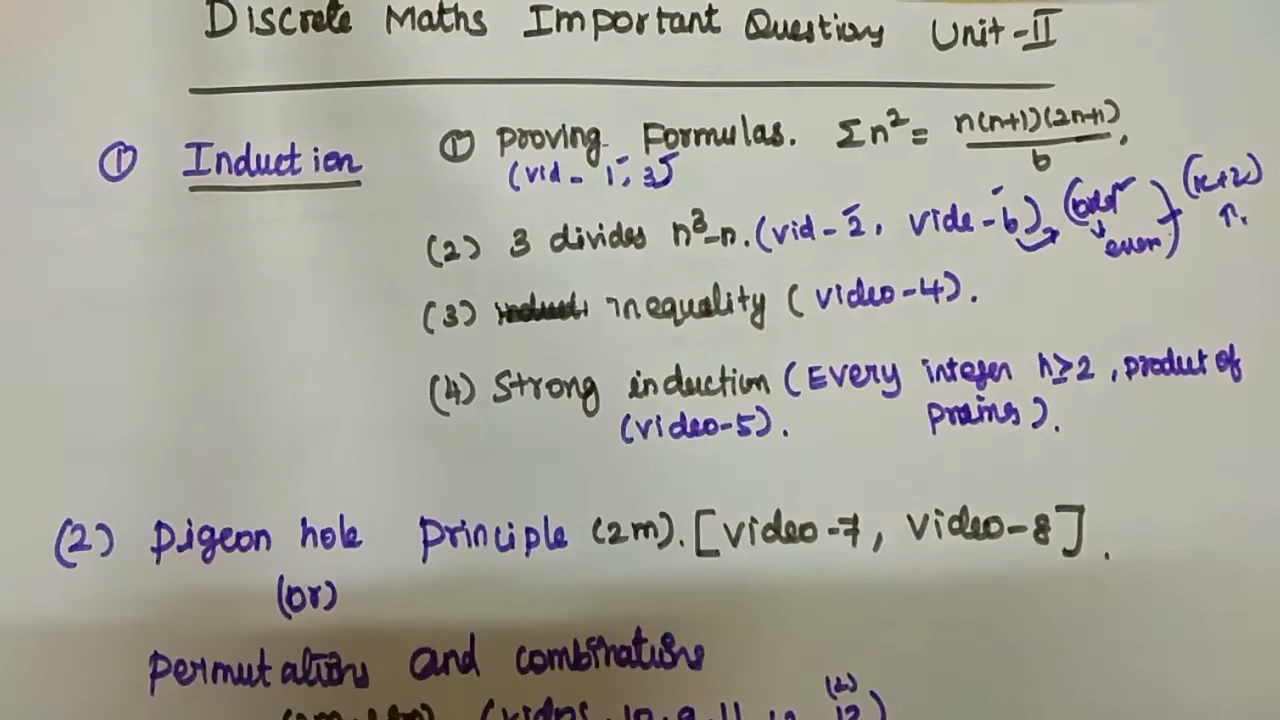 Discrete Maths Important Questions Unit-II
① Induction ① Proving Formulas. Σn² = n(n+1)(2n+1)/6.
(vid - 1, 3)
(2) 3 divides n³-n. (vid-2, vide-6)
even
(3) inequality (video-4).
(4) Strong induction (Every integer n≥2, product of
(video-5). primes).
(2) Pigeon hole Principle (2m). [video-7, video-8].
(or)
Permutations and combinations
(2)